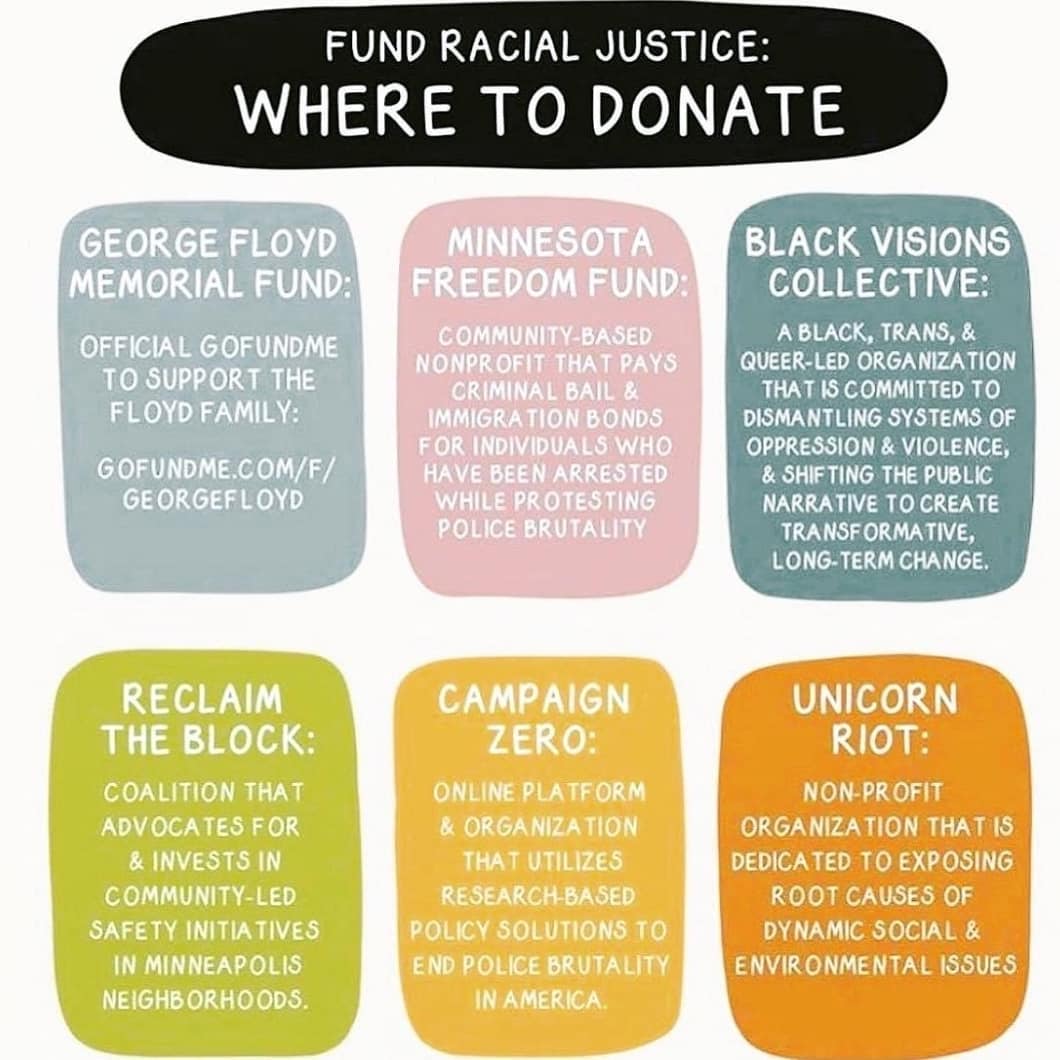 FUND RACIAL JUSTICE:
WHERE TO DONATE
GEORGE FLOYD
MEMORIAL FUND:
OFFICIAL GOFUNDME
TO SUPPORT THE
FLOYD FAMILY:
GOFUNDME.COM/F/
GEORGEFLOYD
MINNESOTA
FREEDOM FUND:
COMMUNITY-BASED
NONPROFIT THAT PAYS
CRIMINAL BAIL &
IMMIGRATION BONDS
FOR INDIVIDUALS WHO
HAVE BEEN ARRESTED
WHILE PROTESTING
POLICE BRUTALITY
BLACK VISIONS
COLLECTIVE:
A BLACK, TRANS, &
QUEER-LED ORGANIZATION
THAT IS COMMITTED TO
DISMANTLING SYSTEMS OF
OPPRESSION & VIOLENCE,
& SHIFTING THE PUBLIC
NARRATIVE TO CREATE
TRANSFORMATIVE,
LONG-TERM CHANGE.
RECLAIM
THE BLOCK:
COALITION THAT
ADVOCATES FOR
& INVESTS IN
COMMUNITY-LED
SAFETY INITIATIVES
IN MINNEAPOLIS
NEIGHBORHOODS.
CAMPAIGN
ZERO:
ONLINE PLATFORM
& ORGANIZATION
THAT UTILIZES
RESEARCH-BASED
POLICY SOLUTIONS TO
END POLICE BRUTALITY
IN AMERICA.
UNICORN
RIOT:
NON-PROFIT
ORGANIZATION THAT IS
DEDICATED TO EXPOSING
ROOT CAUSES OF
DYNAMIC SOCIAL &
ENVIRONMENTAL ISSUES